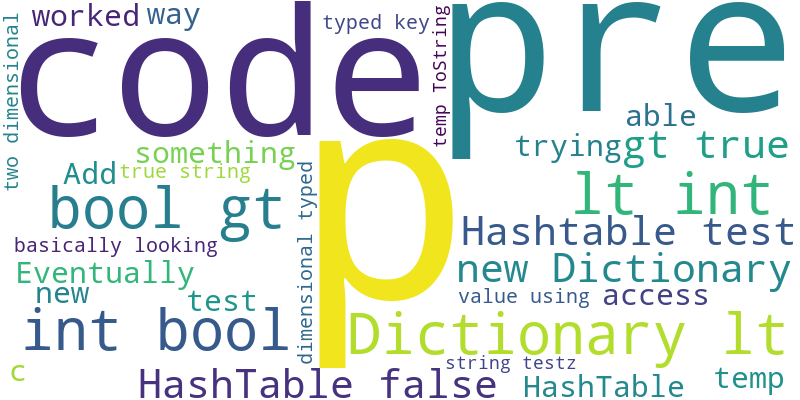 worked
way
typed key
code
pre
two dimensional
temp ToString
able
trying
gt true
something
true string
Add
p
lt int
bool gt
dimensional typed
Hashtable test
basically looking
Eventually
new Dictionary
new
test
value using
access
int bool
Dictionary lt
string testz
c
HashTable false
HashTable
temp